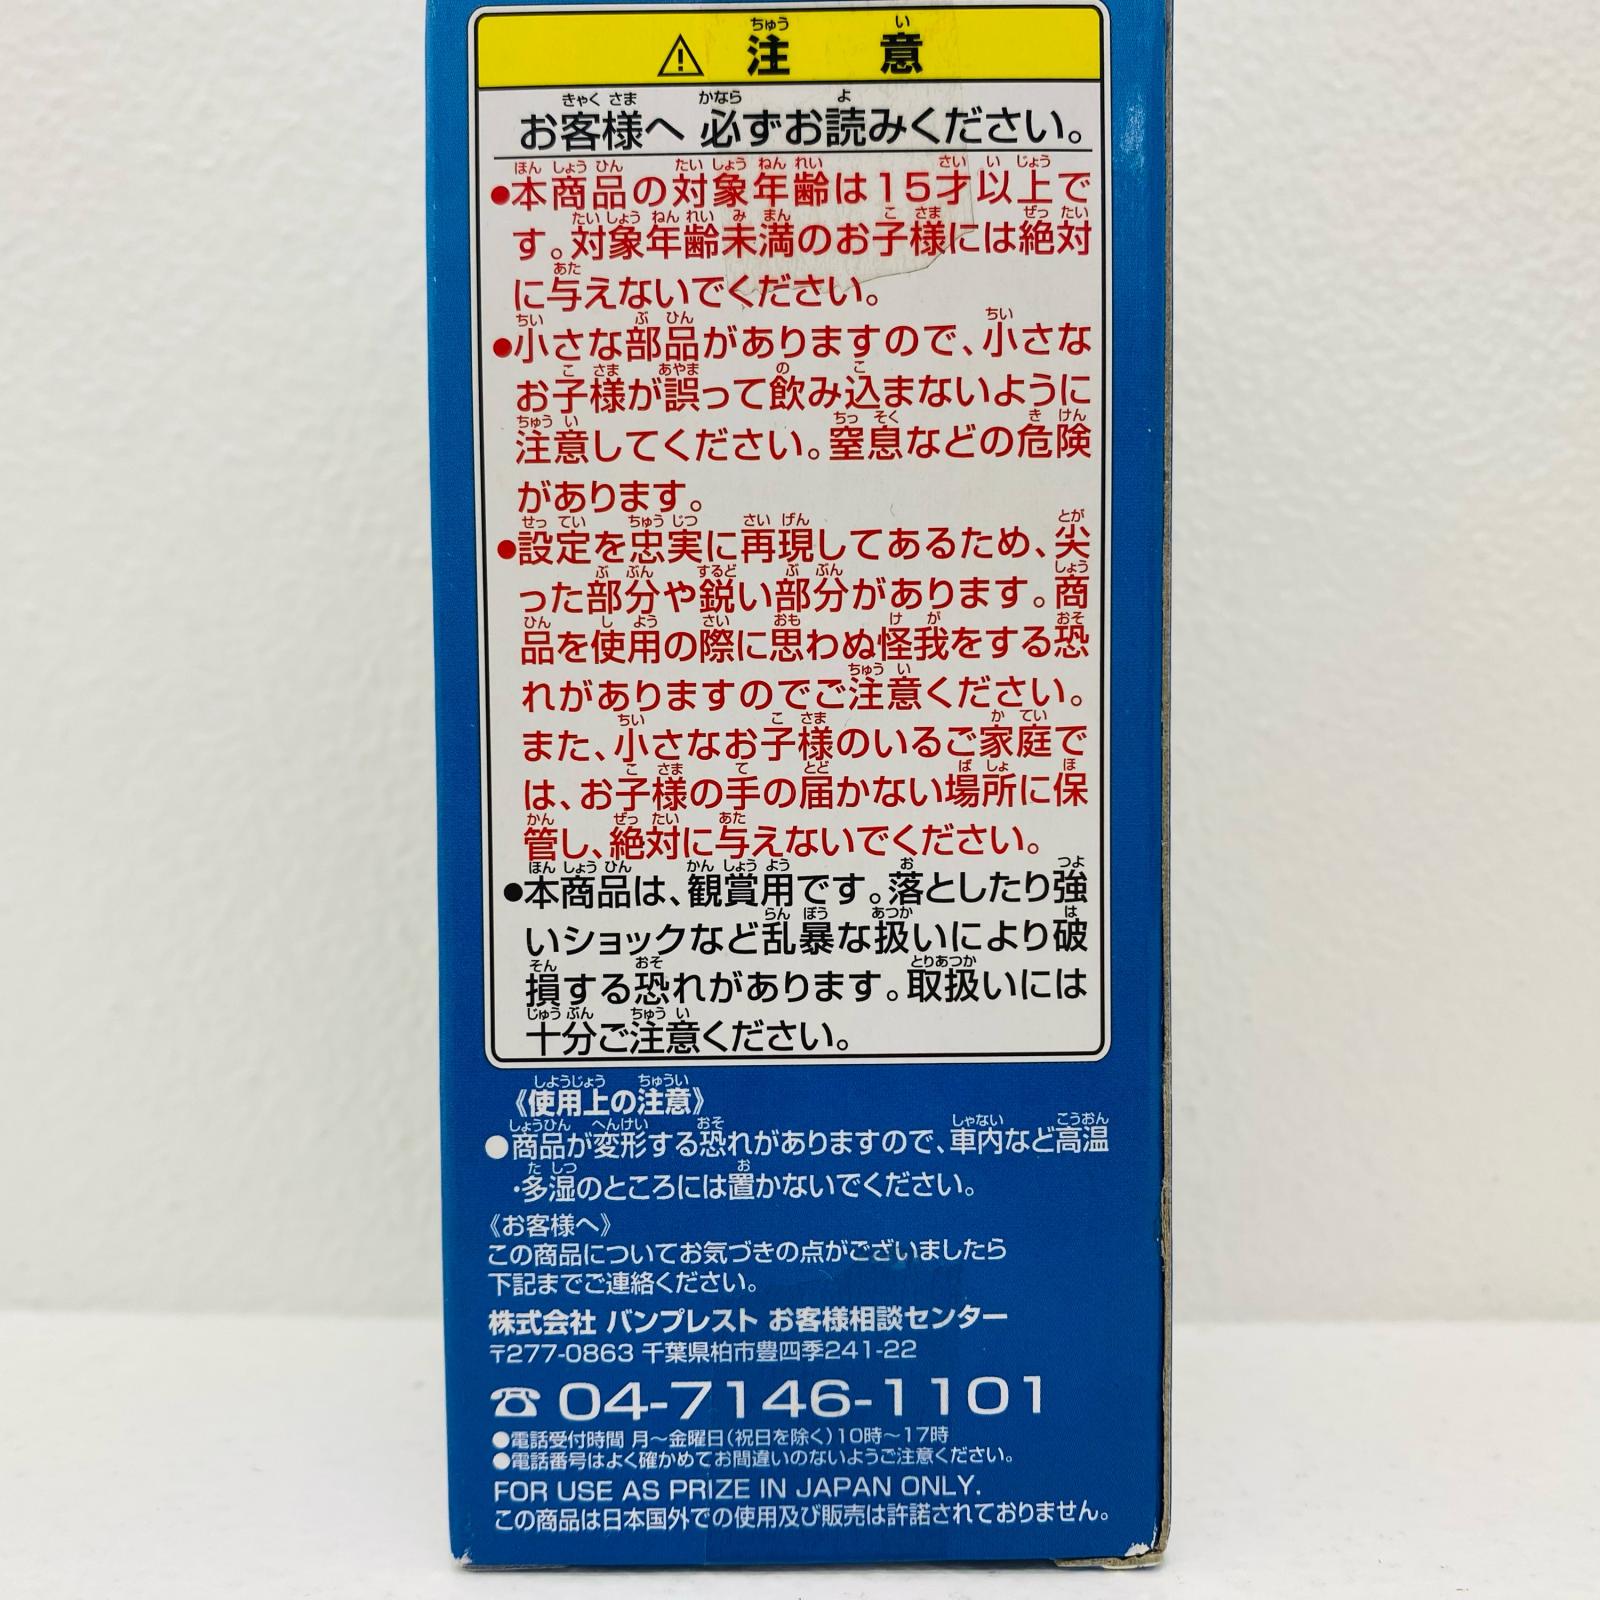 ⚠ 注意
お客様へ 必ずお読みください。
●本商品の対象年齢は15才以上で
す。対象年齢未満のお子様には絶対
に与えないでください。
●小さな部品がありますので、小さな
お子様が誤って飲み込まないように
注意してください。窒息などの危険
があります。
●設定を忠実に再現してあるため、尖
った部分や鋭い部分があります。商
品を使用の際に思わぬ怪我をする恐
れがありますのでご注意ください。
また、小さなお子様のいるご家庭で
は、お子様の手の届かない場所に保
管し、絶対に与えないでください。
●本商品は、観賞用です。落としたり強
いショックなど乱暴な扱いにより破
損する恐れがあります。取扱いには
十分ご注意ください。
《使用上の注意》
●商品が変形する恐れがありますので、車内など高温
・多湿のところには置かないでください。
《お客様へ》
この商品についてお気づきの点がございましたら
下記までご連絡ください。
株式会社 バンプレスト お客様相談センター
〒277-0863 千葉県柏市豊四季241-22
☎04-7146-1101
●電話受付時間 月～金曜日(祝日を除く)10時～17時
●電話番号はよく確かめてお間違いのないようご注意ください。
FOR USE AS PRIZE IN JAPAN ONLY.
この商品は日本国外での使用及び販売は許諾されておりません。